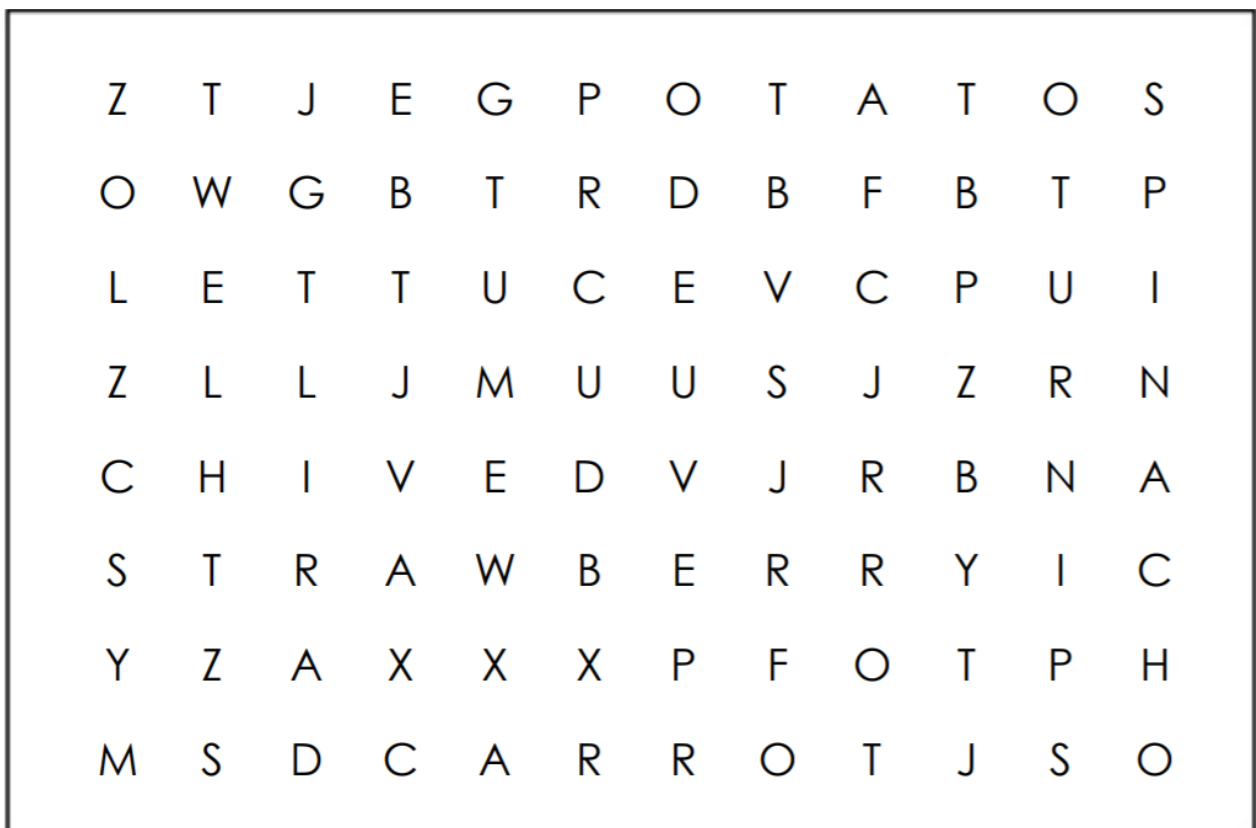 Z T J E G P O T A T O S
O W G B T R D B F B T P
L E T T U C E V C P U I
Z L L J M U U S J Z R N
C H I V E D V J R B N A
S T R A W B E R R Y I C
Y Z A X X X P F O T P H
M S D C A R R O T J S O